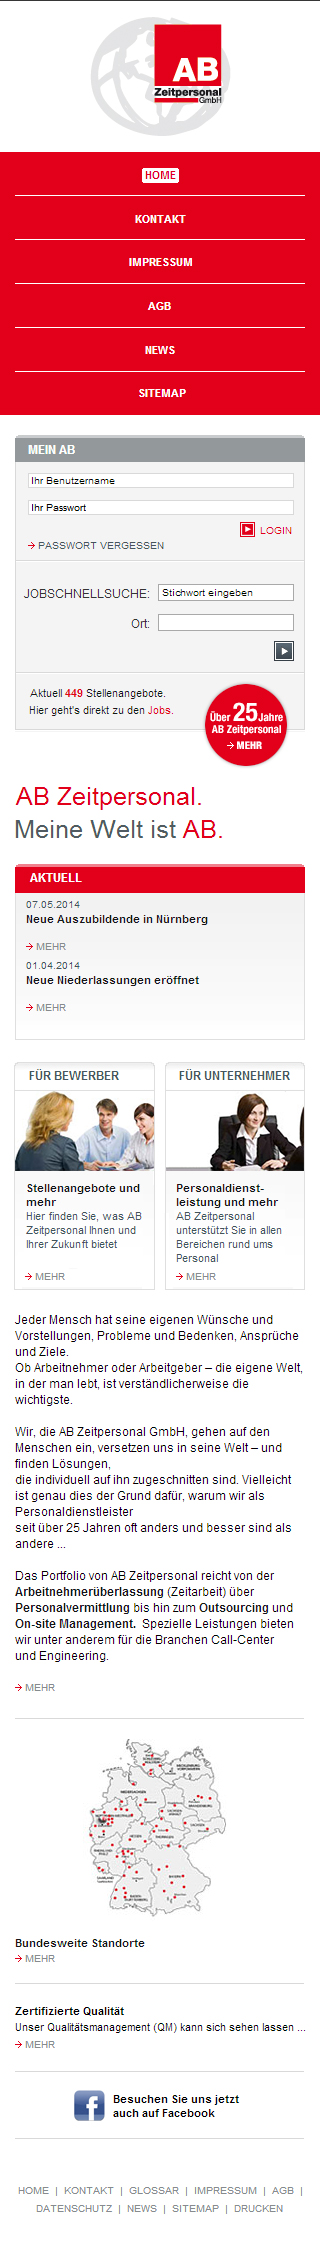 AB
Zeitpersonal
GmbH
HOME
KONTAKT
IMPRESSUM
AGB
NEWS
SITEMAP
MEIN AB
Ihr Benutzername
Ihr Passwort
LOGIN
PASSWORT VERGESSEN
JOBSCHNELLSUCHE: Stichwort eingeben
Ort:
Aktuell 449 Stellenangebote.
Hier geht's direkt zu den Jobs.
Über 25 Jahre
AB Zeitpersonal
MEHR
AB Zeitpersonal.
Meine Welt ist AB.
AKTUELL
07.05.2014
Neue Auszubildende in Nürnberg
MEHR
01.04.2014
Neue Niederlassungen eröffnet
MEHR
FÜR BEWERBER
Stellenangebote und
mehr
Hier finden Sie, was AB
Zeitpersonal Ihnen und
Ihrer Zukunft bietet
MEHR
FÜR UNTERNEHMER
Personaldienst-
leistung und mehr
AB Zeitpersonal
unterstützt Sie in allen
Bereichen rund ums
Personal
MEHR
Jeder Mensch hat seine eigenen Wünsche und
Vorstellungen, Probleme und Bedenken, Ansprüche
und Ziele.
Ob Arbeitnehmer oder Arbeitgeber – die eigene Welt,
in der man lebt, ist verständlicherweise die
wichtigste.
Wir, die AB Zeitpersonal GmbH, gehen auf den
Menschen ein, versetzen uns in seine Welt – und
finden Lösungen,
die individuell auf ihn zugeschnitten sind. Vielleicht
ist genau dies der Grund dafür, warum wir als
Personaldienstleister
seit über 25 Jahren oft anders und besser sind als
andere ...
Das Portfolio von AB Zeitpersonal reicht von der
Arbeitnehmerüberlassung (Zeitarbeit) über
Personalvermittlung bis hin zum Outsourcing und
On-site Management. Spezielle Leistungen bieten
wir unter anderem für die Branchen Call-Center
und Engineering.
MEHR
Bundesweite Standorte
MEHR
Zertifizierte Qualität
Unser Qualitätsmanagement (QM) kann sich sehen lassen ...
MEHR
Besuchen Sie uns jetzt
auch auf Facebook
HOME | KONTAKT | GLOSSAR | IMPRESSUM | AGB |
DATENSCHUTZ | NEWS | SITEMAP | DRUCKEN